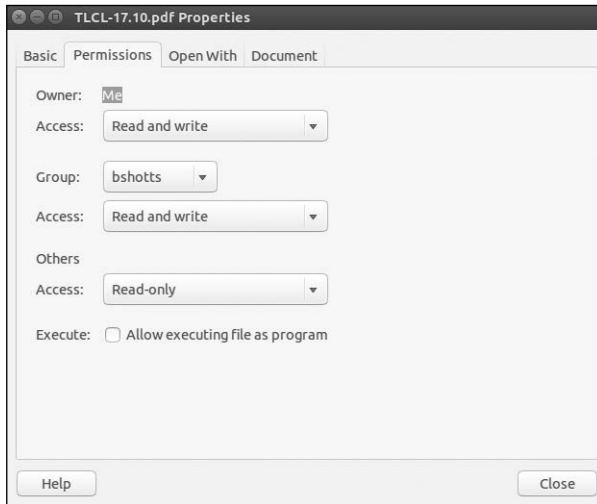 TLCL-17.10.pdf Properties
Basic Permissions Open With Document
Owner: Me
Access: Read and write
Group: bshotts
Access: Read and write
Others
Access: Read-only
Execute: Allow executing file as program
Help Close